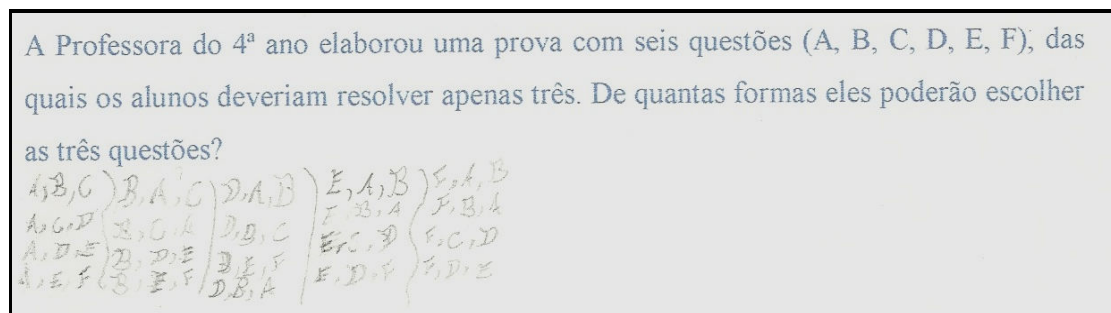 A Professora do 4ª ano elaborou uma prova com seis questões (A, B, C, D, E, F), das
quais os alunos deveriam resolver apenas três. De quantas formas eles poderão escolher
as três questões?
A,B,C) B,A,C) D,A,B) E,A,B) F,A,B
A,C,D B,C,A D,B,C E,B,A F,B,A
A,D,E B,D,E D,E,F E,C,D F,C,D
A,E,F B,E,F D,B,A E,D,F F,D,E